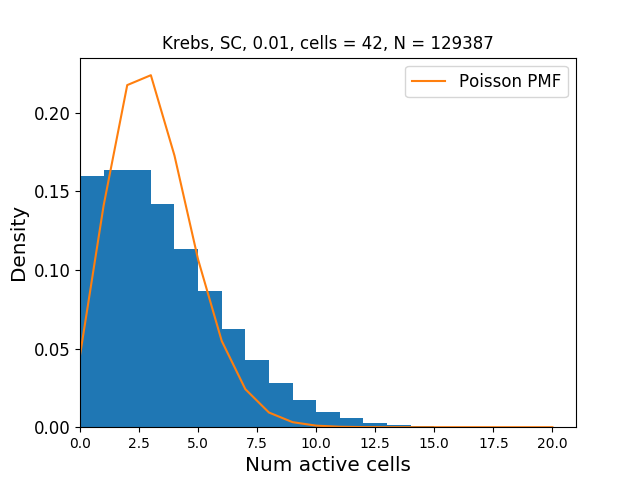 Krebs, SC, 0.01, cells = 42, N = 129387
Poisson PMF
Density
0.20
0.15
0.10
0.05
0.00
0.0 2.5 5.0 7.5 10.0 12.5 15.0 17.5 20.0
Num active cells